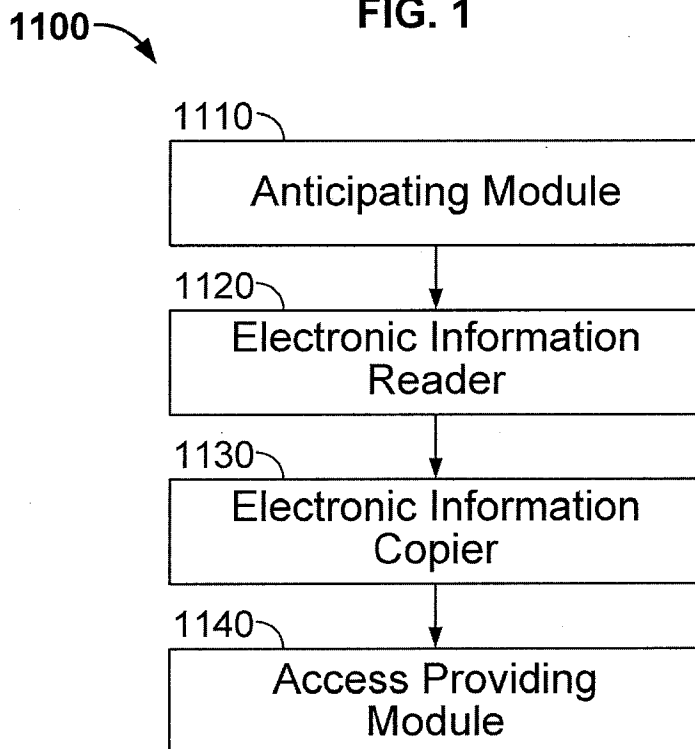 FIG. 1
1100
1110
Anticipating Module
1120
Electronic Information
Reader
1130
Electronic Information
Copier
1140
Access Providing
Module